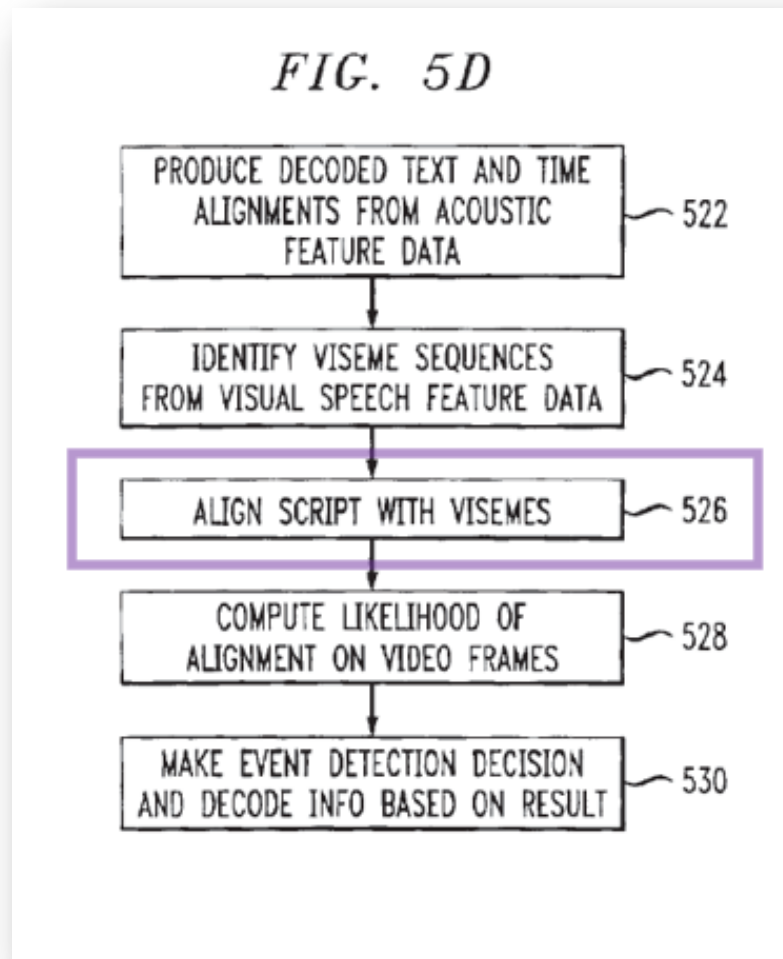 FIG. 5D
PRODUCE DECODED TEXT AND TIME
ALIGNMENTS FROM ACOUSTIC
FEATURE DATA
522
IDENTIFY VISEME SEQUENCES
FROM VISUAL SPEECH FEATURE DATA
524
ALIGN SCRIPT WITH VISEMES
526
COMPUTE LIKELIHOOD OF
ALIGNMENT ON VIDEO FRAMES
528
MAKE EVENT DETECTION DECISION
AND DECODE INFO BASED ON RESULT
530